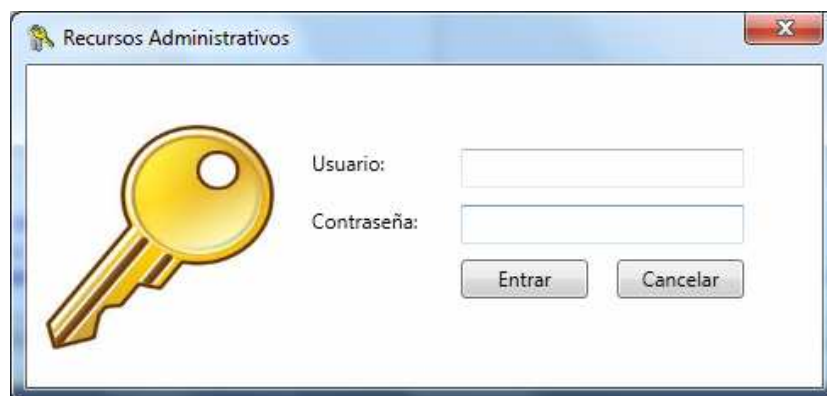 Recursos Administrativos
Usuario:
Contraseña:
Entrar Cancelar